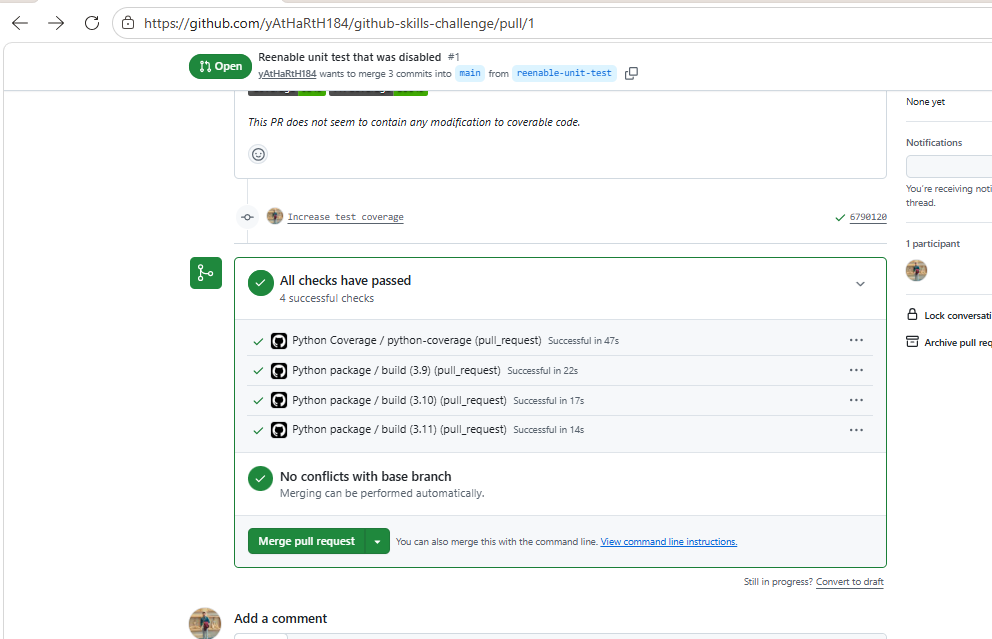 https://github.com/yAtHaRtH184/github-skills-challenge/pull/1
Open
Reenable unit test that was disabled #1
yAtHaRtH184 wants to merge 3 commits into main from reenable-unit-test
This PR does not seem to contain any modification to coverable code.
Increase test coverage
6790120
All checks have passed
4 successful checks
Python Coverage / python-coverage (pull_request) Successful in 47s
Python package / build (3.9) (pull_request) Successful in 22s
Python package / build (3.10) (pull_request) Successful in 17s
Python package / build (3.11) (pull_request) Successful in 14s
No conflicts with base branch
Merging can be performed automatically.
Merge pull request
You can also merge this with the command line. View command line instructions.
Still in progress? Convert to draft
Add a comment
None yet
Notifications
You're receiving noti
thread.
1 participant
Lock conversati
Archive pull req